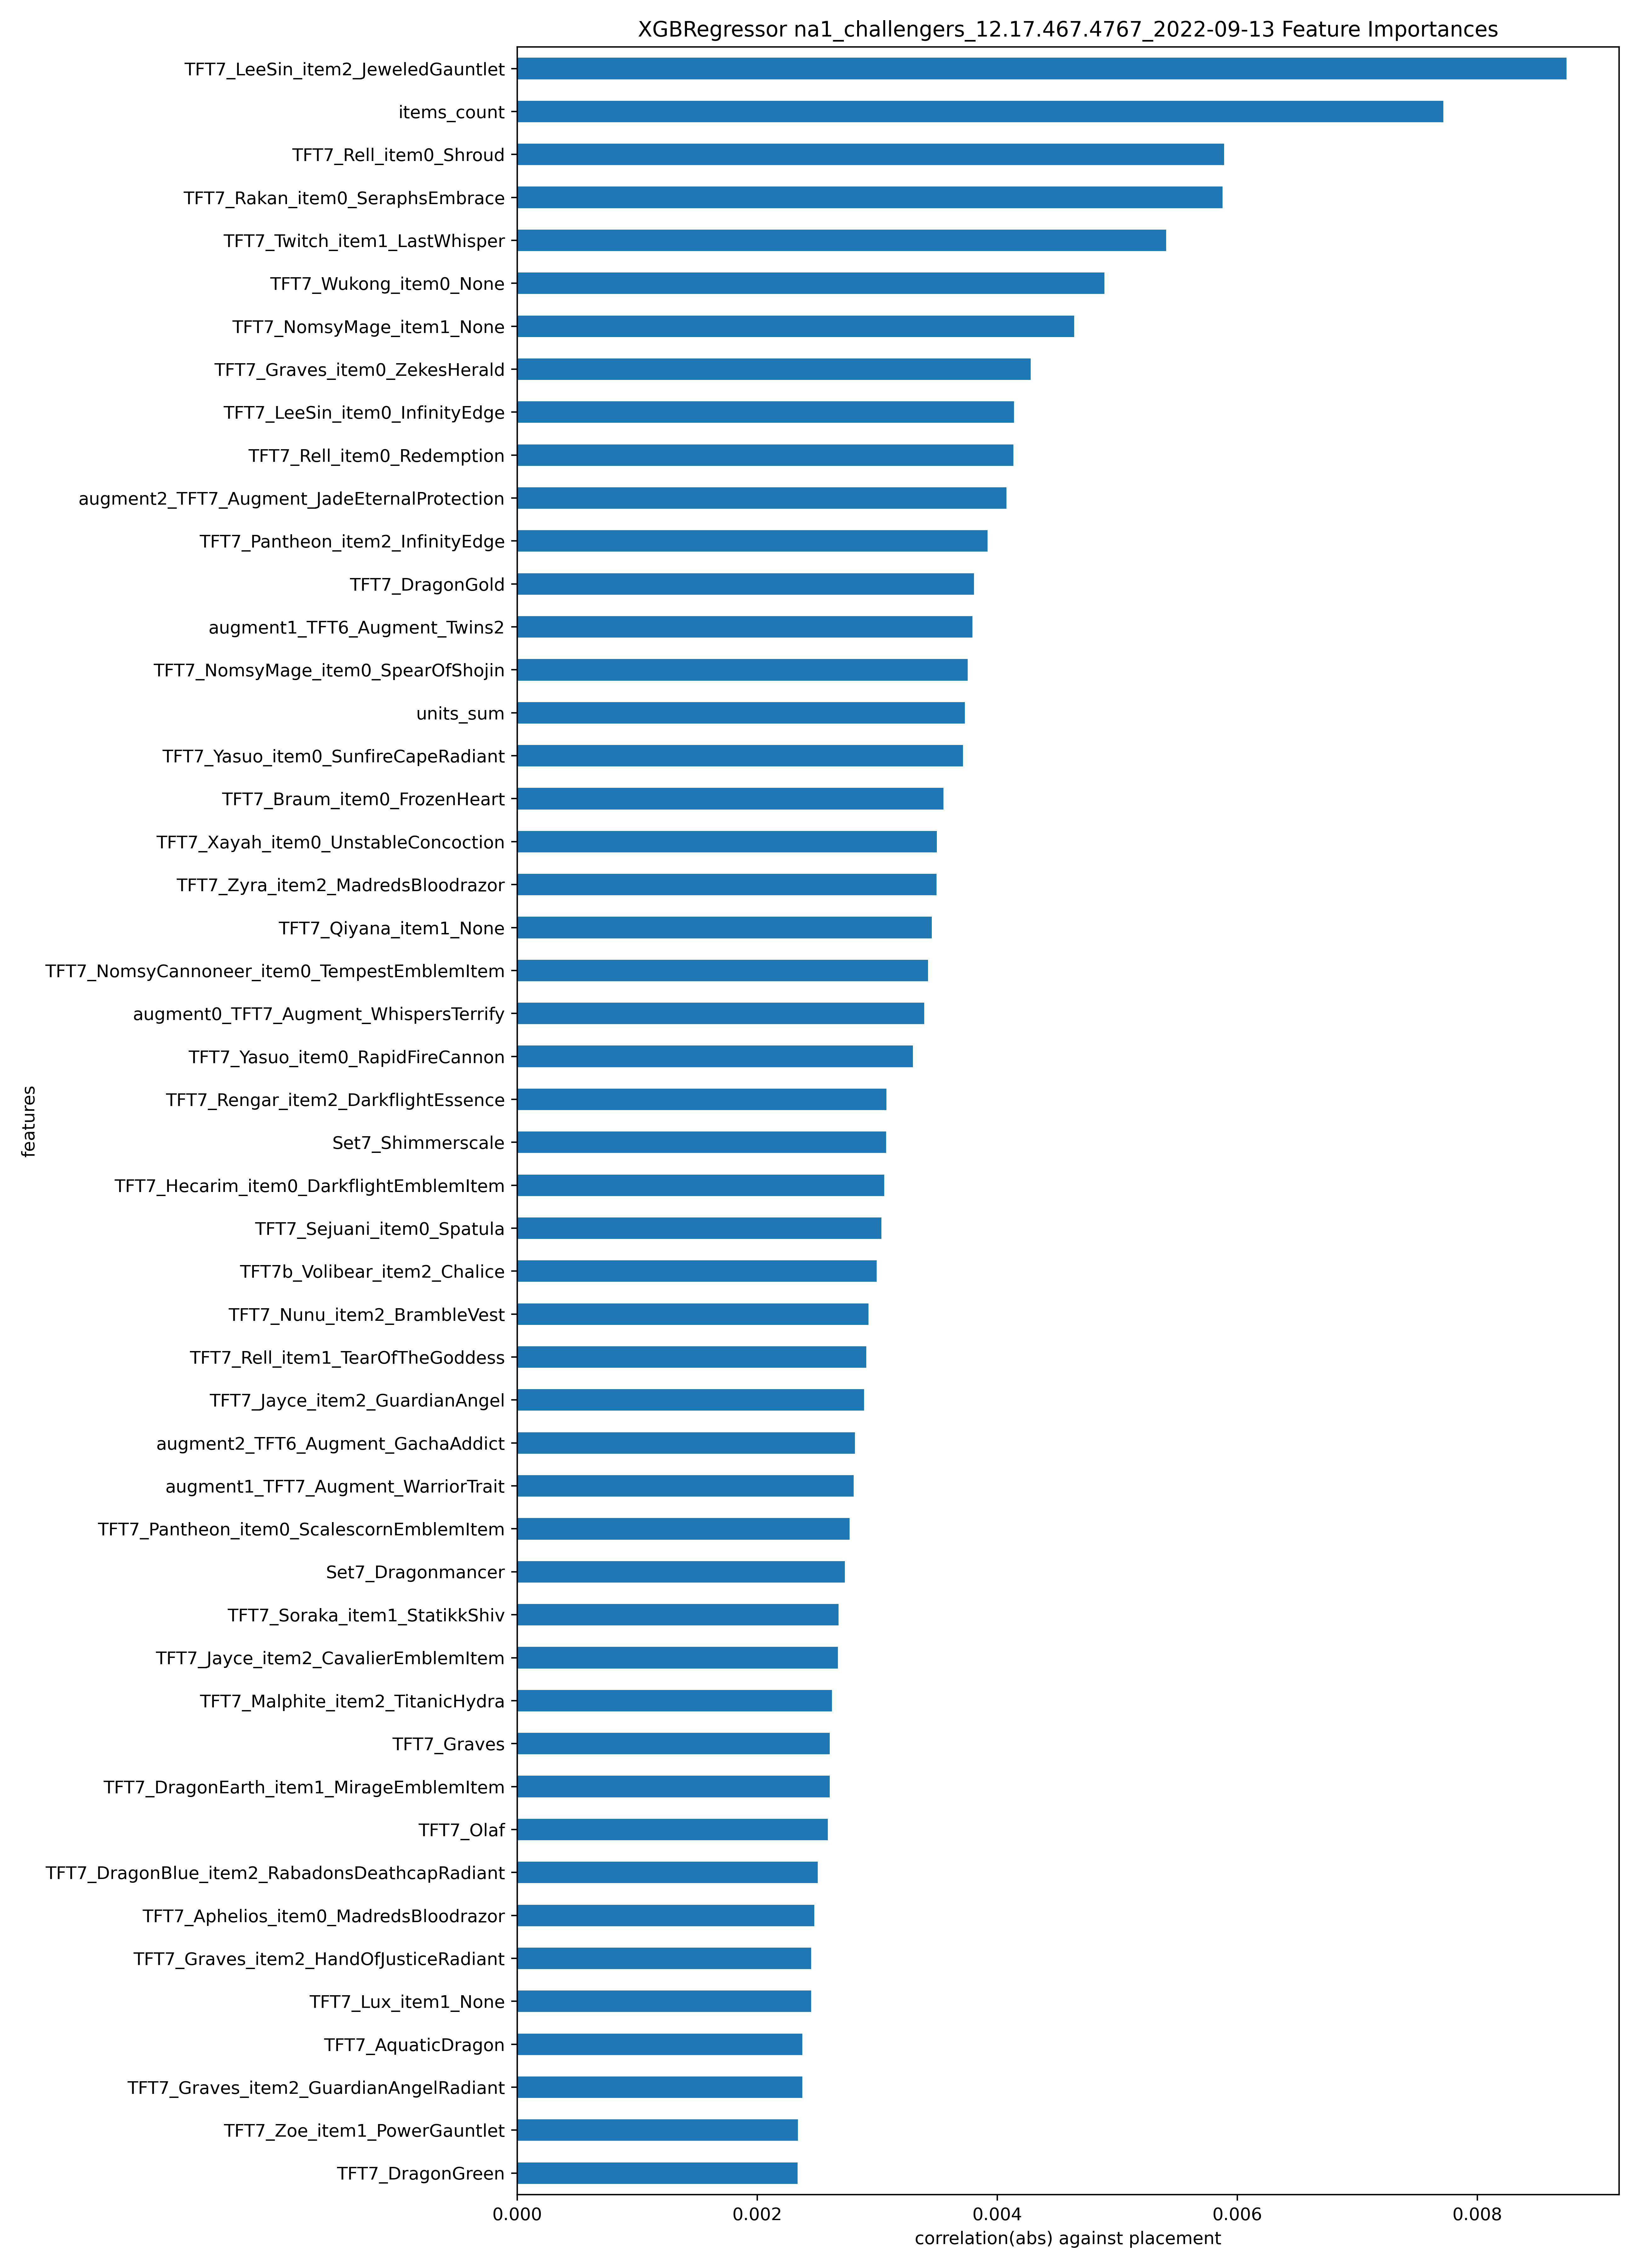 XGBRegressor na1_challengers_12.17.467.4767_2022-09-13 Feature Importances
TFT7_LeeSin_item2_JeweledGauntlet
items_count
TFT7_Rell_item0_Shroud
TFT7_Rakan_item0_SeraphsEmbrace
TFT7_Twitch_item1_LastWhisper
TFT7_Wukong_item0_None
TFT7_NomsyMage_item1_None
TFT7_Graves_item0_ZekesHerald
TFT7_LeeSin_item0_InfinityEdge
TFT7_Rell_item0_Redemption
augment2_TFT7_Augment_JadeEternalProtection
TFT7_Pantheon_item2_InfinityEdge
TFT7_DragonGold
augment1_TFT6_Augment_Twins2
TFT7_NomsyMage_item0_SpearOfShojin
units_sum
TFT7_Yasuo_item0_SunfireCapeRadiant
TFT7_Braum_item0_FrozenHeart
TFT7_Xayah_item0_UnstableConcoction
TFT7_Zyra_item2_MadredsBloodrazor
TFT7_Qiyana_item1_None
TFT7_NomsyCannoneer_item0_TempestEmblemItem
augment0_TFT7_Augment_WhispersTerrify
TFT7_Yasuo_item0_RapidFireCannon
TFT7_Rengar_item2_DarkflightEssence
Set7_Shimmerscale
TFT7_Hecarim_item0_DarkflightEmblemItem
TFT7_Sejuani_item0_Spatula
TFT7b_Volibear_item2_Chalice
TFT7_Nunu_item2_BrambleVest
TFT7_Rell_item1_TearOfTheGoddess
TFT7_Jayce_item2_GuardianAngel
augment2_TFT6_Augment_GachaAddict
augment1_TFT7_Augment_WarriorTrait
TFT7_Pantheon_item0_ScalescornEmblemItem
Set7_Dragonmancer
TFT7_Soraka_item1_StatikkShiv
TFT7_Jayce_item2_CavalierEmblemItem
TFT7_Malphite_item2_TitanicHydra
TFT7_Graves
TFT7_DragonEarth_item1_MirageEmblemItem
TFT7_Olaf
TFT7_DragonBlue_item2_RabadonsDeathcapRadiant
TFT7_Aphelios_item0_MadredsBloodrazor
TFT7_Graves_item2_HandOfJusticeRadiant
TFT7_Lux_item1_None
TFT7_AquaticDragon
TFT7_Graves_item2_GuardianAngelRadiant
TFT7_Zoe_item1_PowerGauntlet
TFT7_DragonGreen
features
0.000 0.002 0.004 0.006 0.008
correlation(abs) against placement